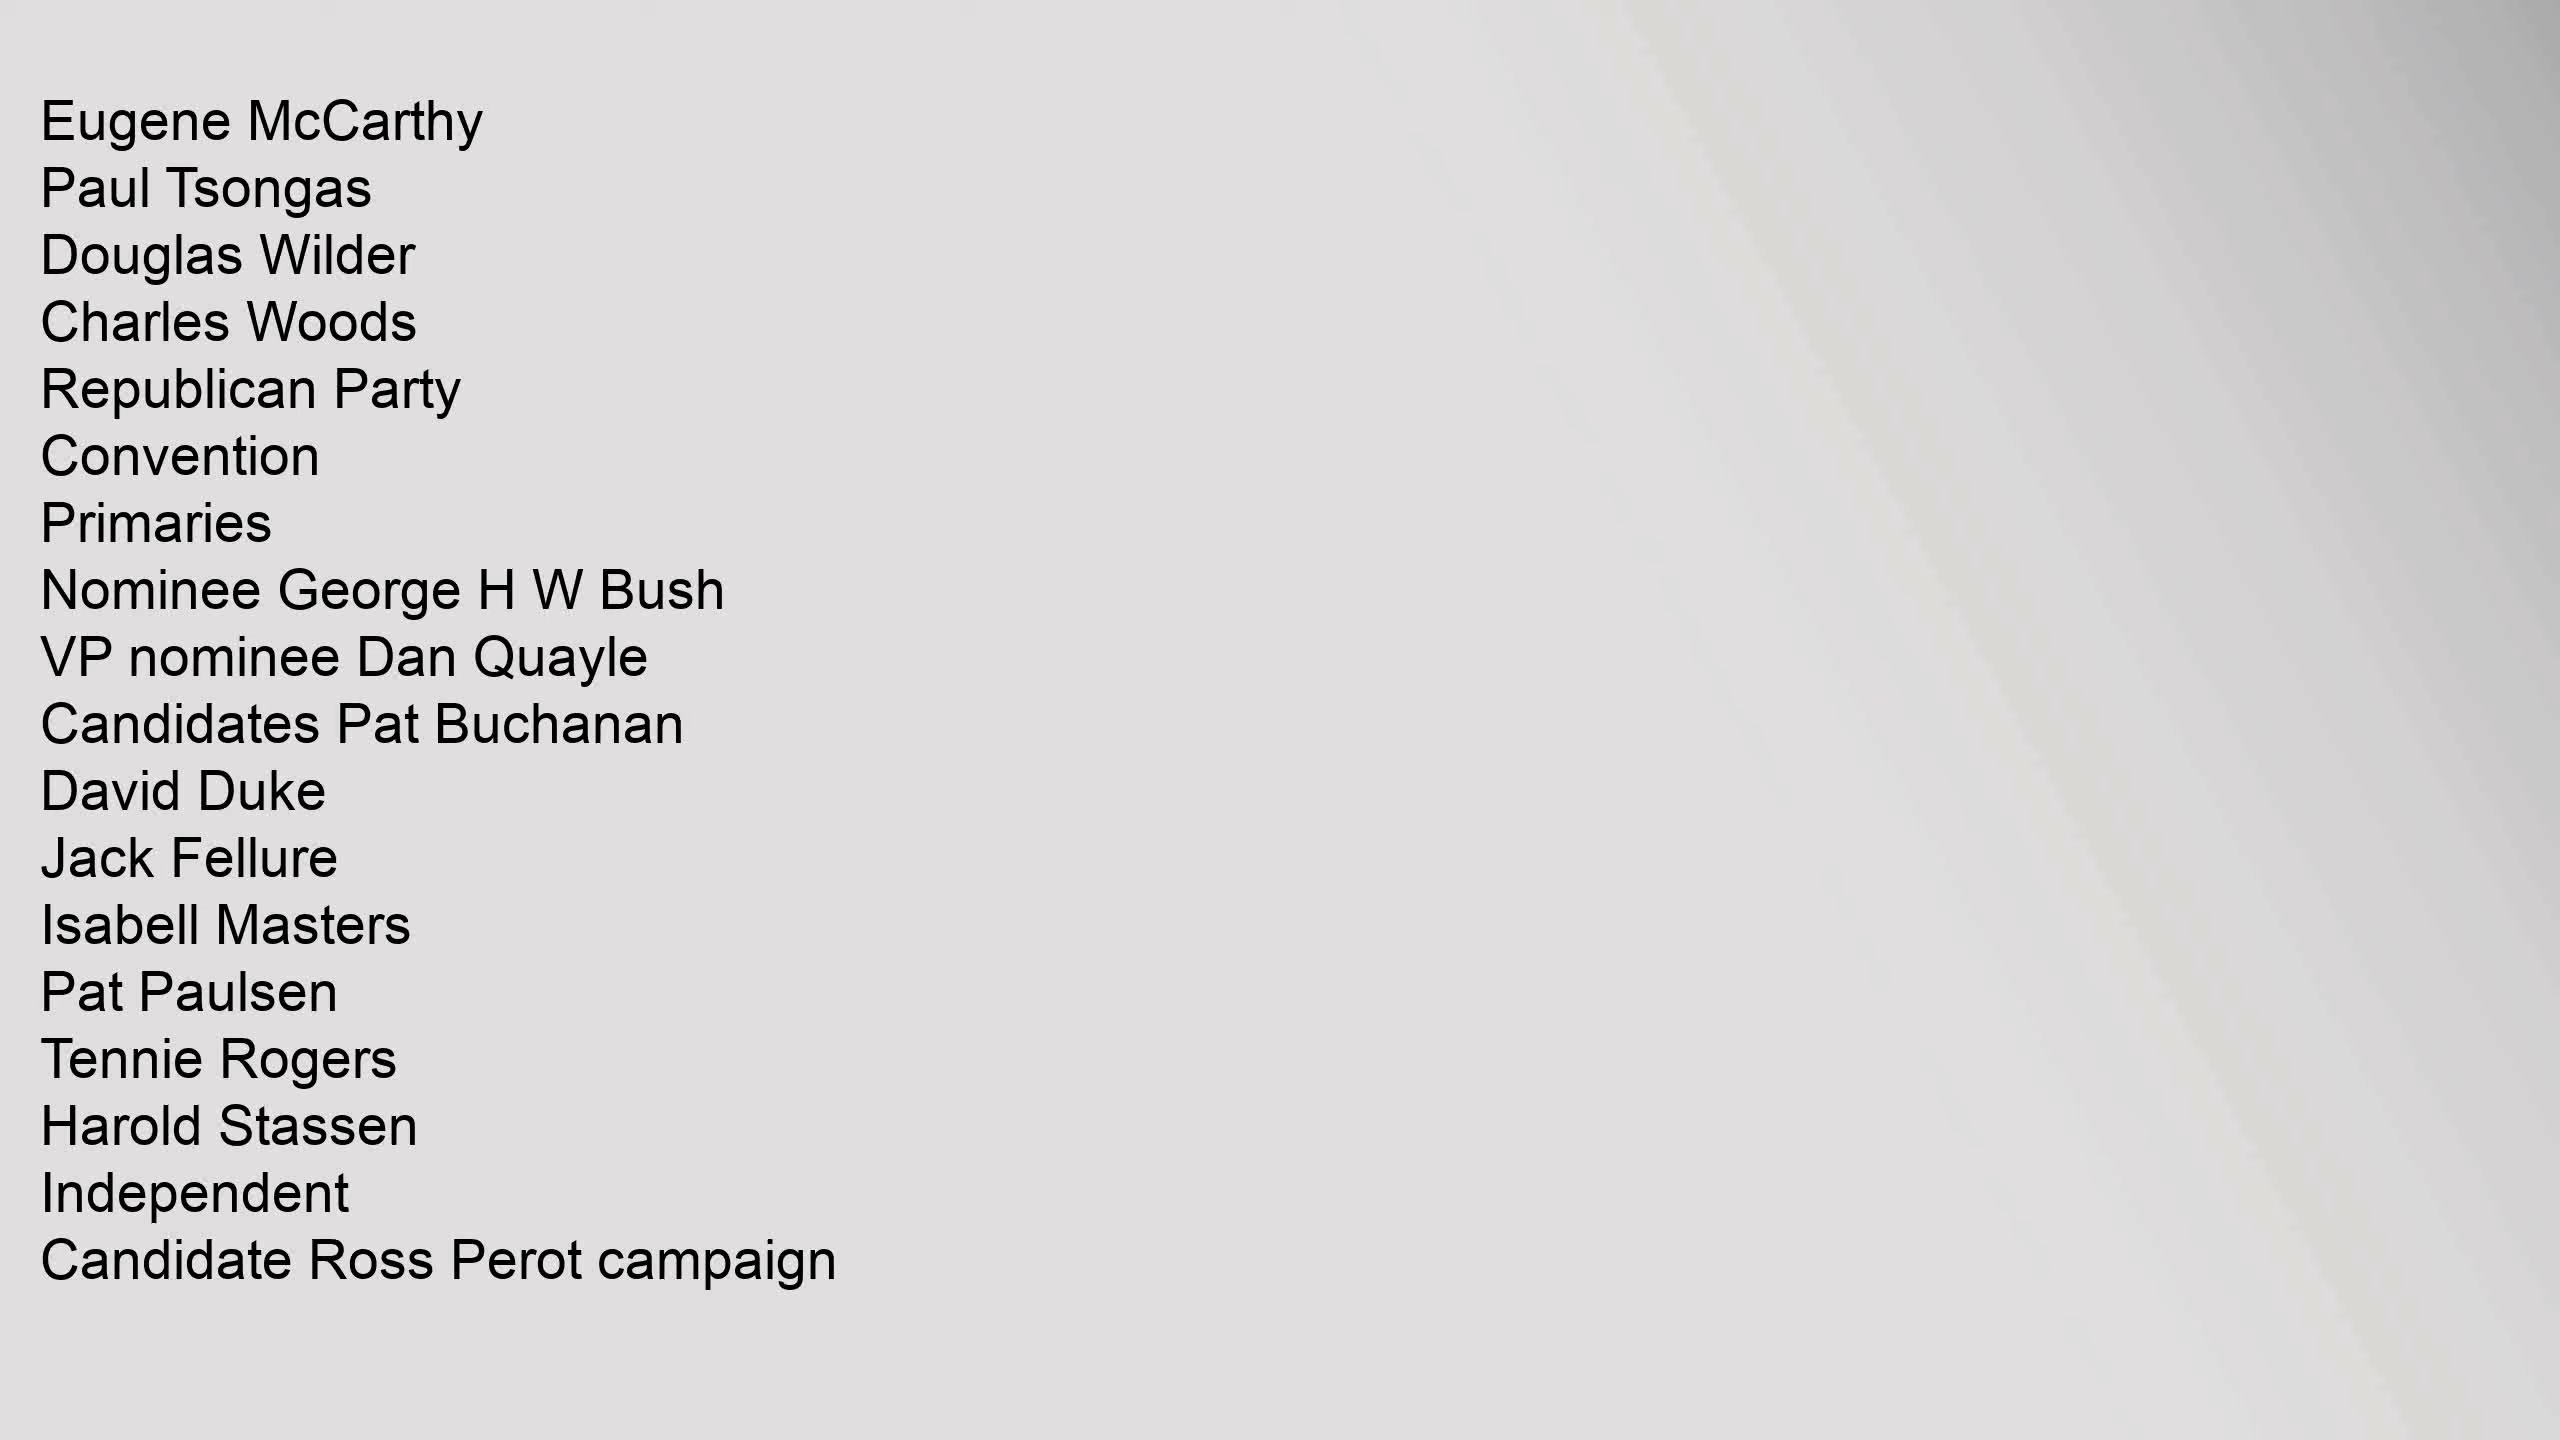 Eugene McCarthy
Paul Tsongas
Douglas Wilder
Charles Woods
Republican Party
Convention
Primaries
Nominee George H W Bush
VP nominee Dan Quayle
Candidates Pat Buchanan
David Duke
Jack Fellure
Isabell Masters
Pat Paulsen
Tennie Rogers
Harold Stassen
Independent
Candidate Ross Perot campaign